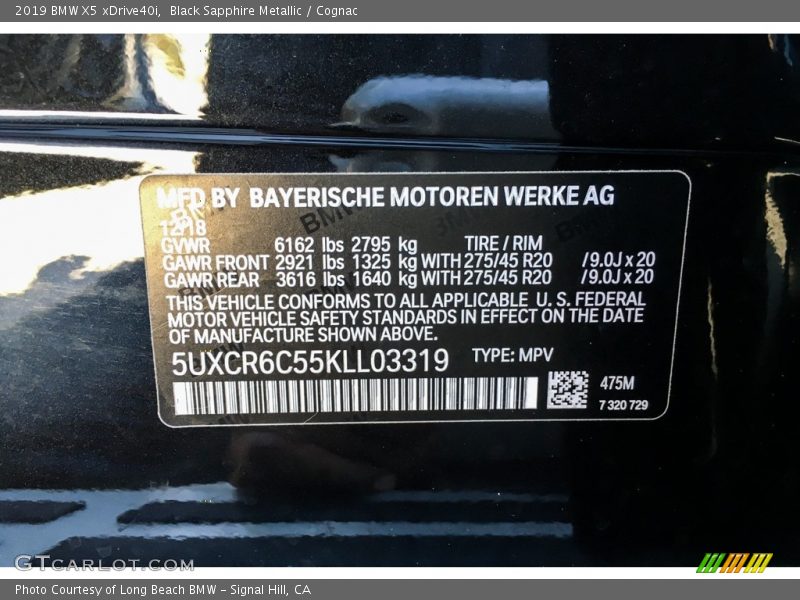 2019 BMW X5 xDrive40i, Black Sapphire Metallic / Cognac
MFD BY BAYERISCHE MOTOREN WERKE AG
12/18
GVWR 6162 lbs 2795 kg TIRE / RIM
GAWR FRONT 2921 lbs 1325 kg WITH 275/45 R20 /9.0J x 20
GAWR REAR 3616 lbs 1640 kg WITH 275/45 R20 /9.0J x 20
THIS VEHICLE CONFORMS TO ALL APPLICABLE U.S. FEDERAL
MOTOR VEHICLE SAFETY STANDARDS IN EFFECT ON THE DATE
OF MANUFACTURE SHOWN ABOVE.
5UXCR6C55KLL03319 TYPE: MPV
475M
7 320 729
GTCARLOT.COM
Photo Courtesy of Long Beach BMW - Signal Hill, CA